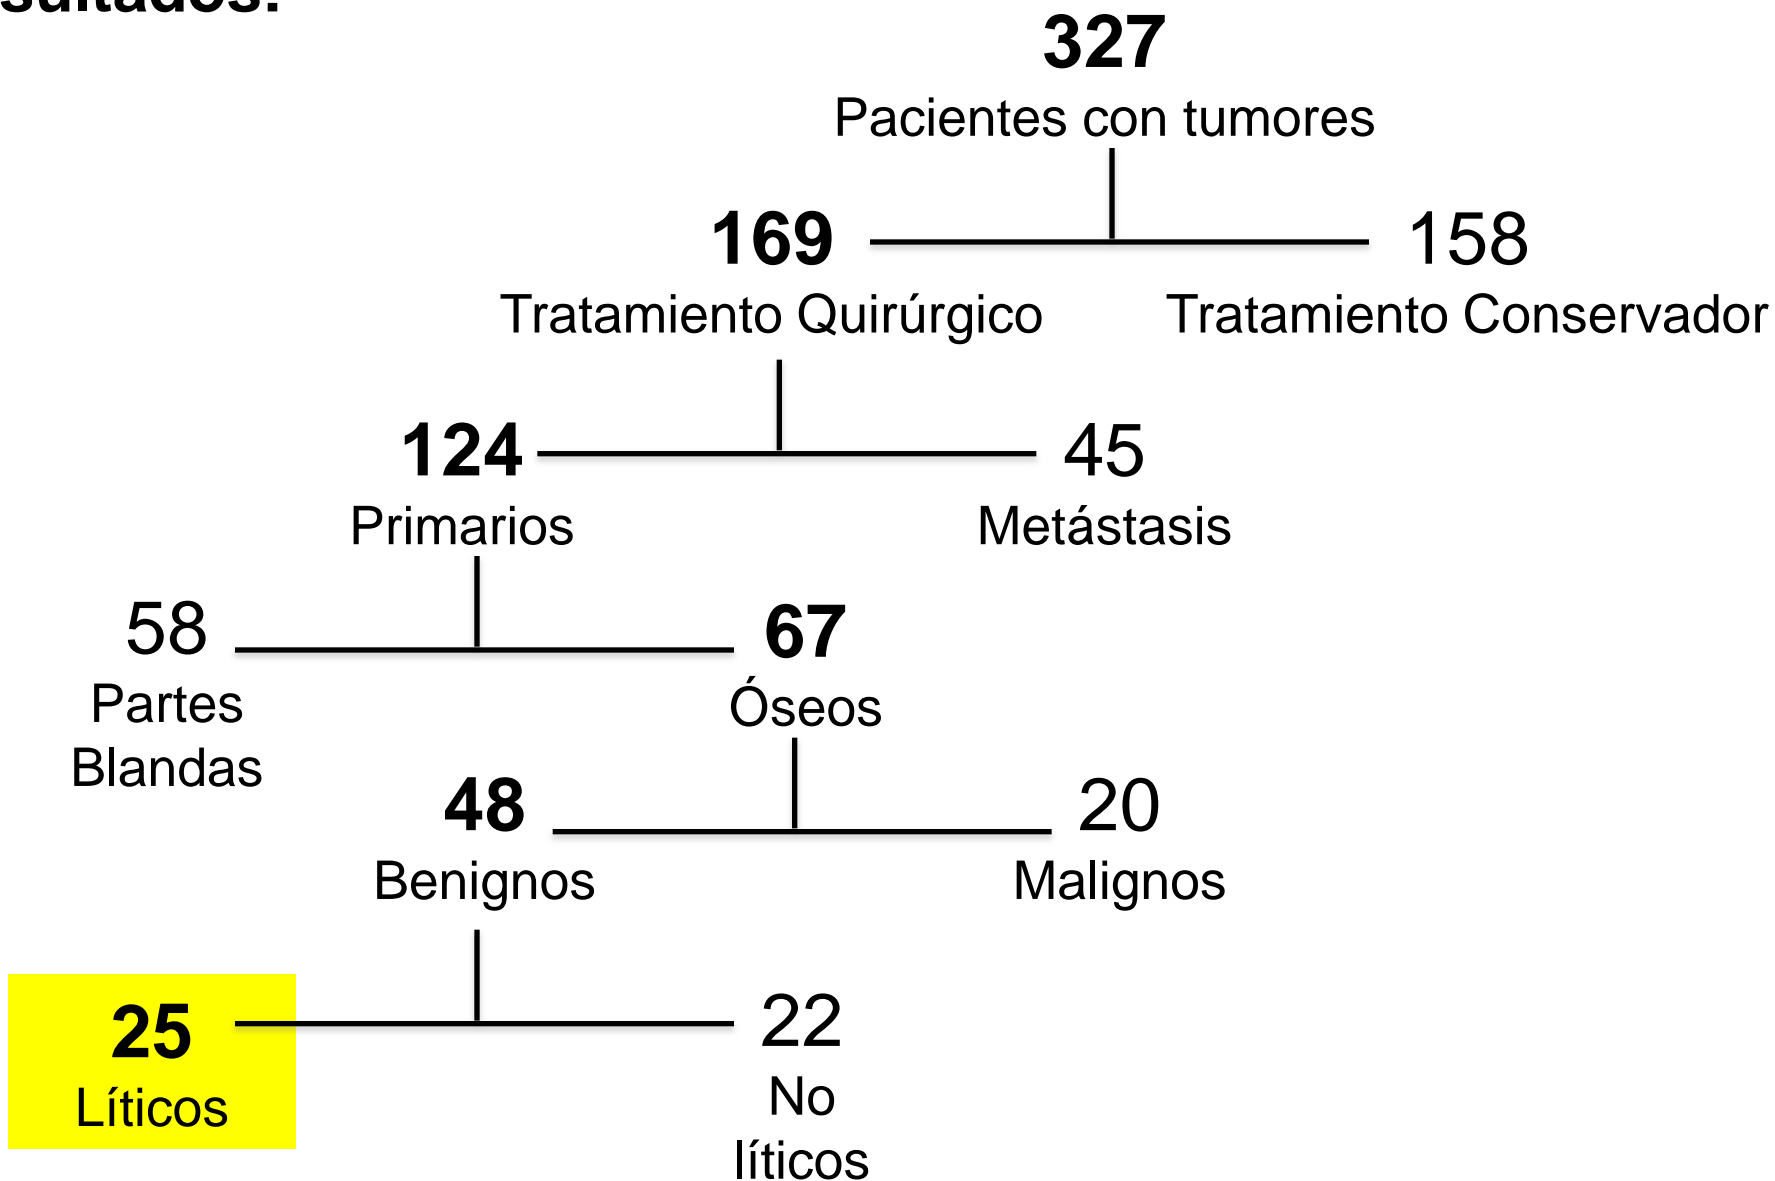 sultados:
327
Pacientes con tumores
169
158
Tratamiento Quirúrgico
Tratamiento Conservador
124
45
Primarios
Metástasis
58
67
Partes
Blandas
Óseos
48
20
Benignos
Malignos
25
22
Líticos
No
líticos